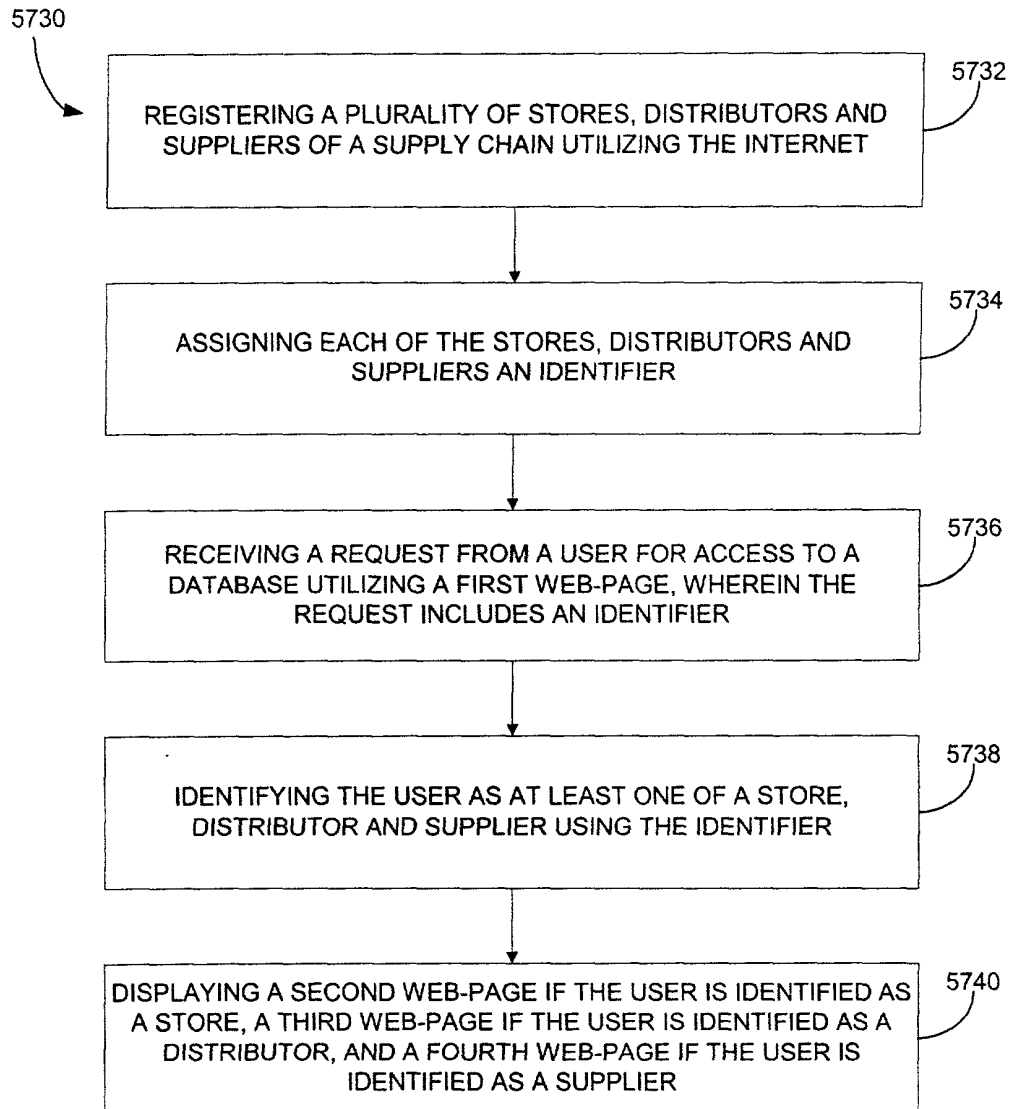 5730
5732
REGISTERING A PLURALITY OF STORES, DISTRIBUTORS AND
SUPPLIERS OF A SUPPLY CHAIN UTILIZING THE INTERNET
5734
ASSIGNING EACH OF THE STORES, DISTRIBUTORS AND
SUPPLIERS AN IDENTIFIER
5736
RECEIVING A REQUEST FROM A USER FOR ACCESS TO A
DATABASE UTILIZING A FIRST WEB-PAGE, WHEREIN THE
REQUEST INCLUDES AN IDENTIFIER
5738
IDENTIFYING THE USER AS AT LEAST ONE OF A STORE,
DISTRIBUTOR AND SUPPLIER USING THE IDENTIFIER
5740
DISPLAYING A SECOND WEB-PAGE IF THE USER IS IDENTIFIED AS
A STORE, A THIRD WEB-PAGE IF THE USER IS IDENTIFIED AS A
DISTRIBUTOR, AND A FOURTH WEB-PAGE IF THE USER IS
IDENTIFIED AS A SUPPLIER